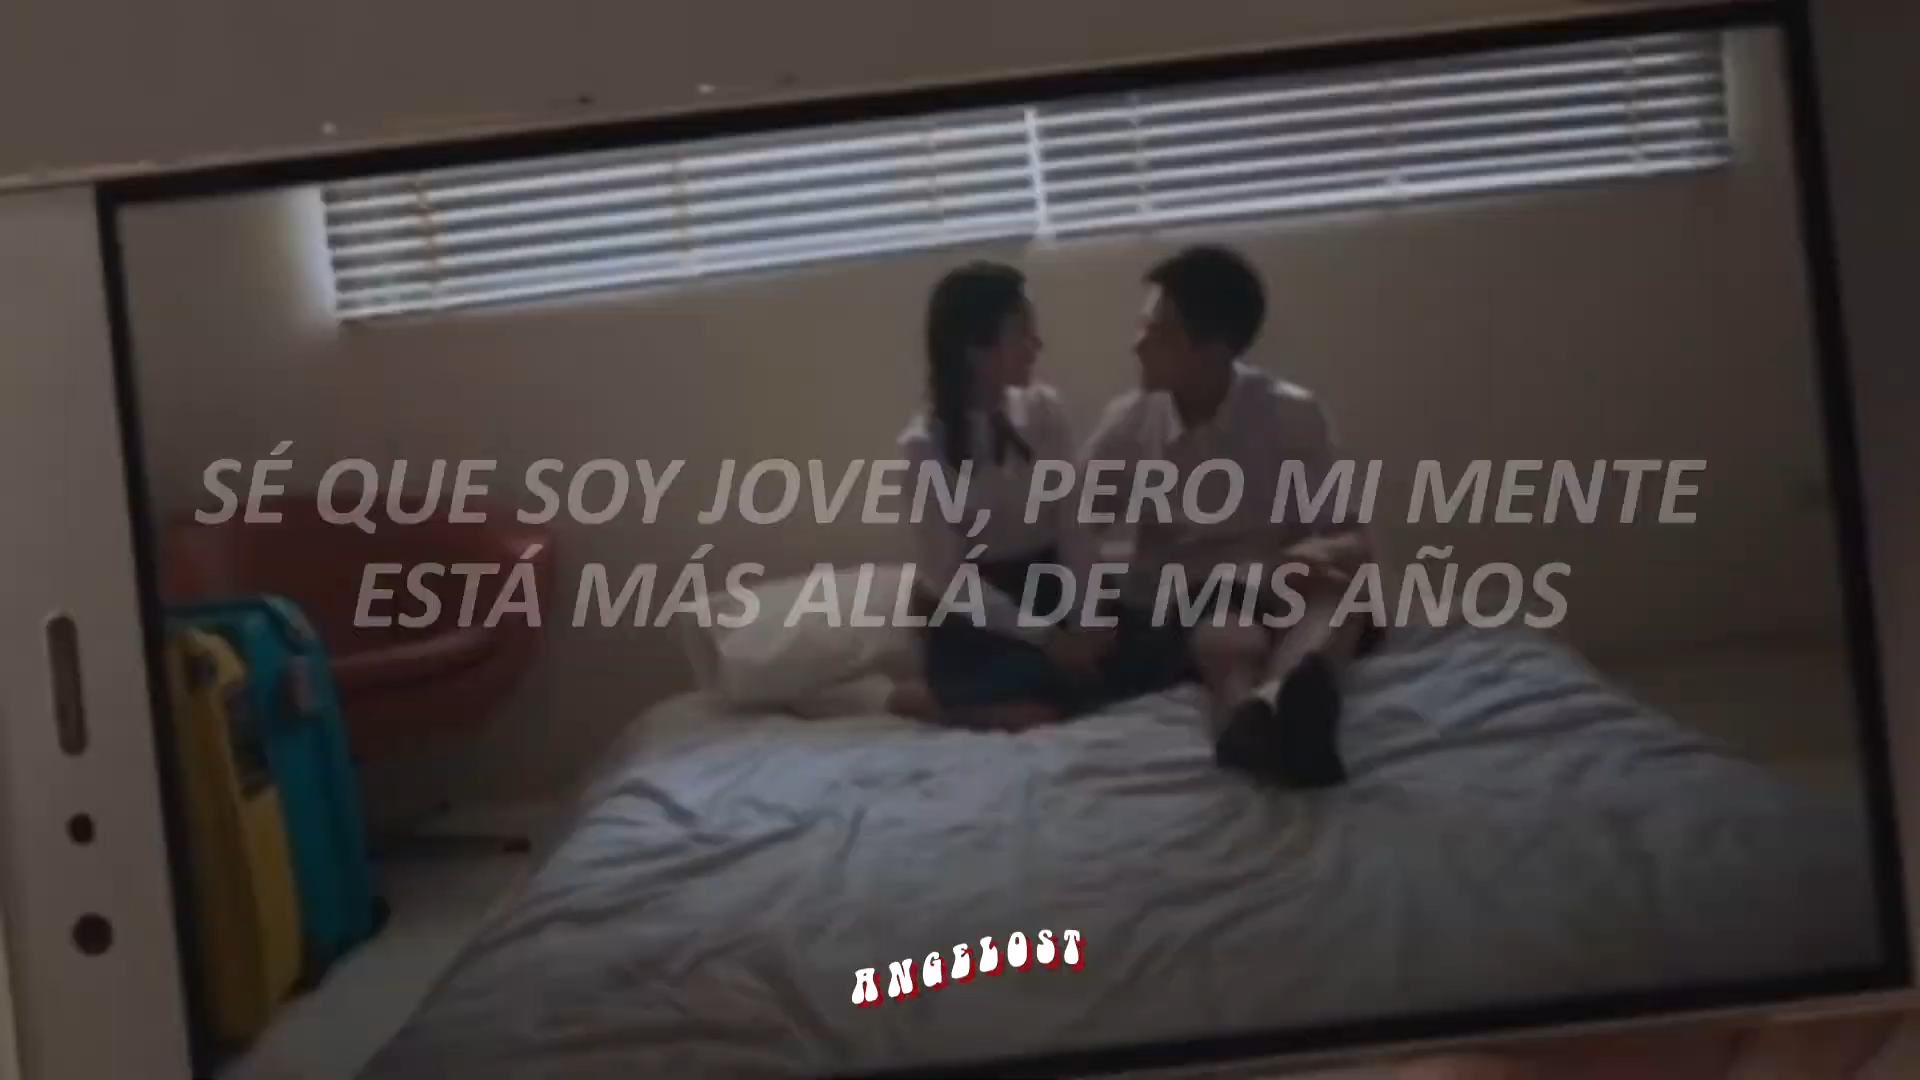 SÉ QUE SOY JOVEN, PERO MI MENTE
ESTÁ MÁS ALLÁ DE MIS AÑOS
ANGELOST